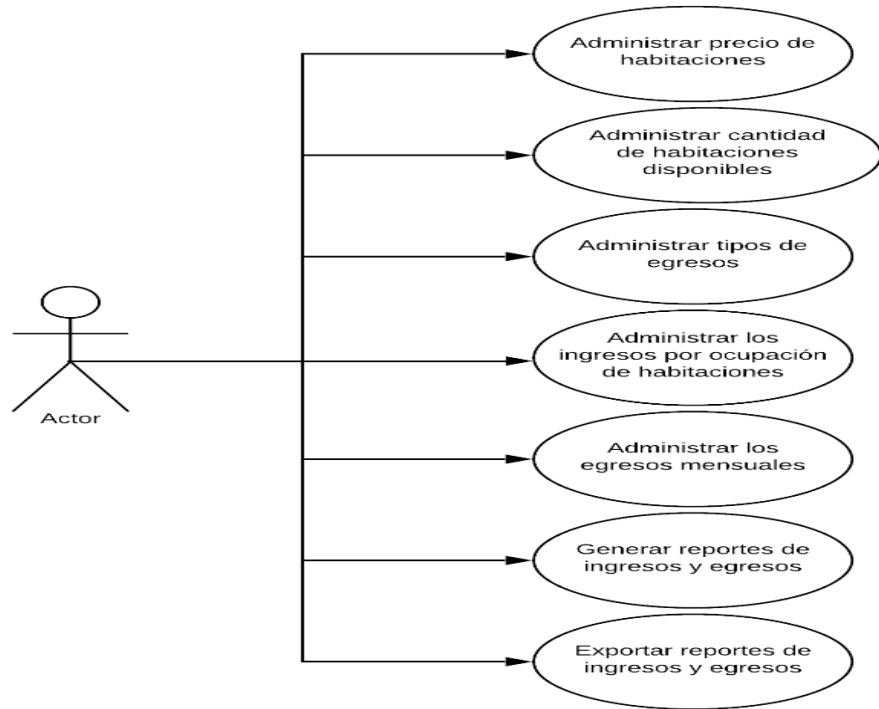 Administrar precio de
habitaciones
Administrar cantidad
de habitaciones
disponibles
Administrar tipos de
egresos
Administrar los
ingresos por ocupación
de habitaciones
Actor
Administrar los
egresos mensuales
Generar reportes de
ingresos y egresos
Exportar reportes de
ingresos y egresos